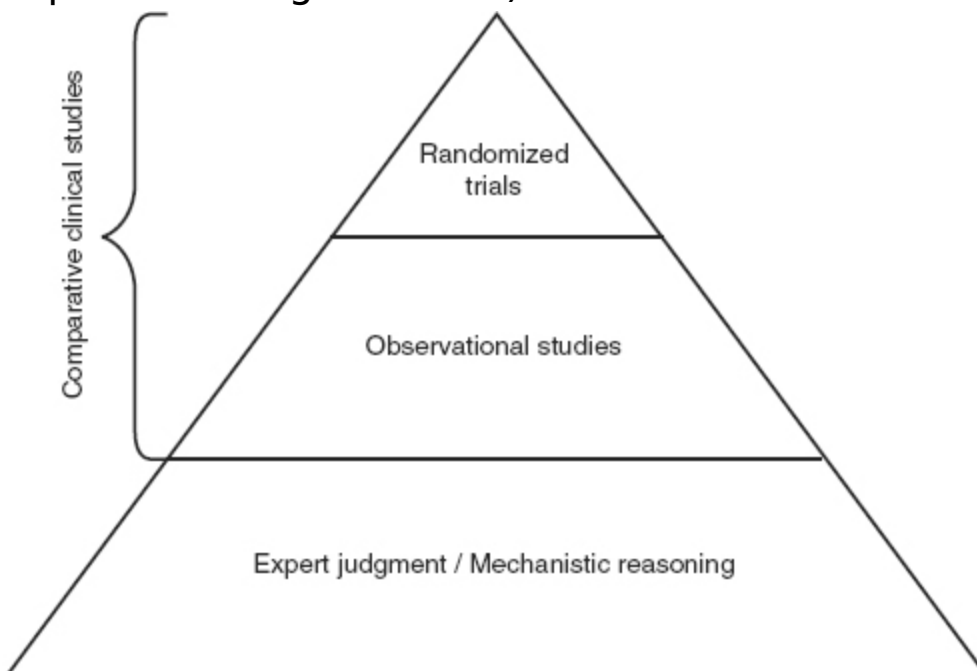 Comparative clinical studies
Randomized
trials
Observational studies
Expert judgment / Mechanistic reasoning